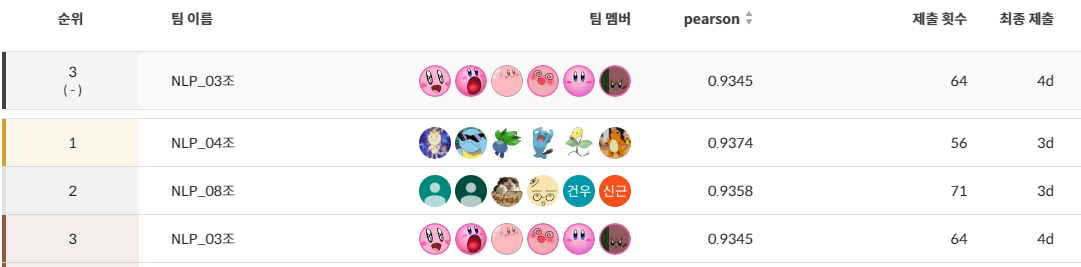 순위 팀 이름 팀 멤버 pearson 제출 횟수 최종 제출
3 NLP_03조 0.9345 64 4d
( - )
1 NLP_04조 0.9374 56 3d
2 NLP_08조 건우 신근 0.9358 71 3d
3 NLP_03조 0.9345 64 4d